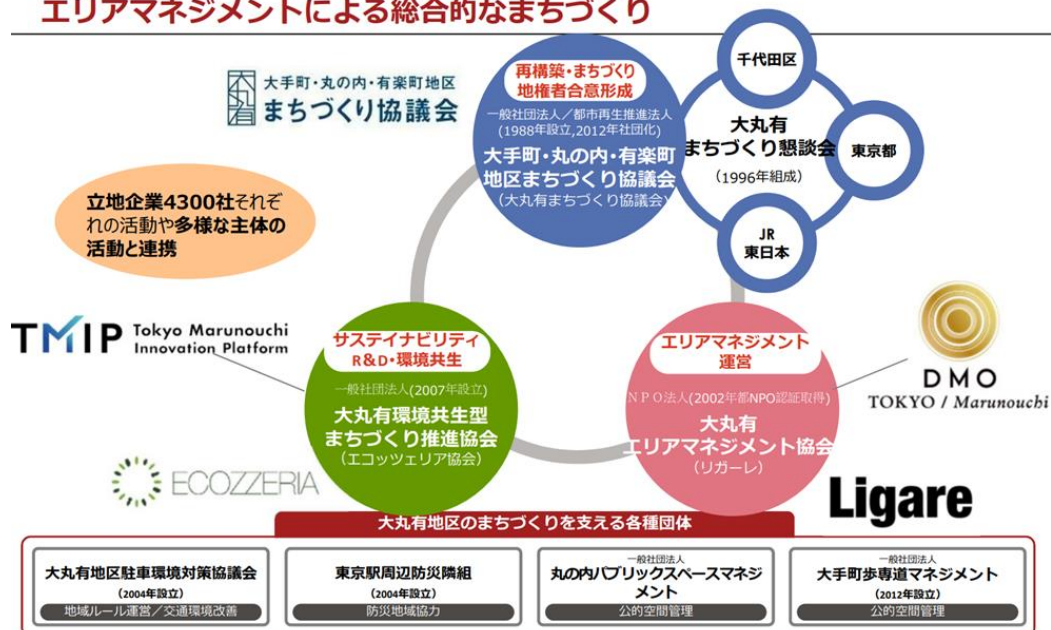 エリアマネジメントによる総合的なまちづくり
大丸有
大手町・丸の内・有楽町地区
まちづくり協議会
再構築・まちづくり
地権者合意形成
一般社団法人/都市再生推進法人
(1988年設立,2012年社団化)
大手町・丸の内・有楽町
地区まちづくり協議会
(大丸有まちづくり協議会)
千代田区
大丸有
まちづくり懇談会
(1996年組成)
東京都
JR
東日本
立地企業4300社それぞ
れの活動や多様な主体の
活動と連携
TMIP
Tokyo Marunouchi
Innovation Platform
サステイナビリティ
R&D・環境共生
一般社団法人(2007年設立)
大丸有環境共生型
まちづくり推進協会
(エコッツェリア協会)
エリアマネジメント
運営
NPO法人(2002年都NPO認証取得)
大丸有
エリアマネジメント協会
(リガーレ)
DMO
TOKYO / Marunouchi
ECOZZERIA
Ligare
大丸有地区のまちづくりを支える各種団体
大丸有地区駐車環境対策協議会
(2004年設立)
地域ルール運営/交通環境改善
東京駅周辺防災隣組
(2004年設立)
防災地域協力
一般社団法人
丸の内パブリックスペースマネジ
メント
公的空間管理
一般社団法人
大手町歩専道マネジメント
(2012年設立)
公的空間管理